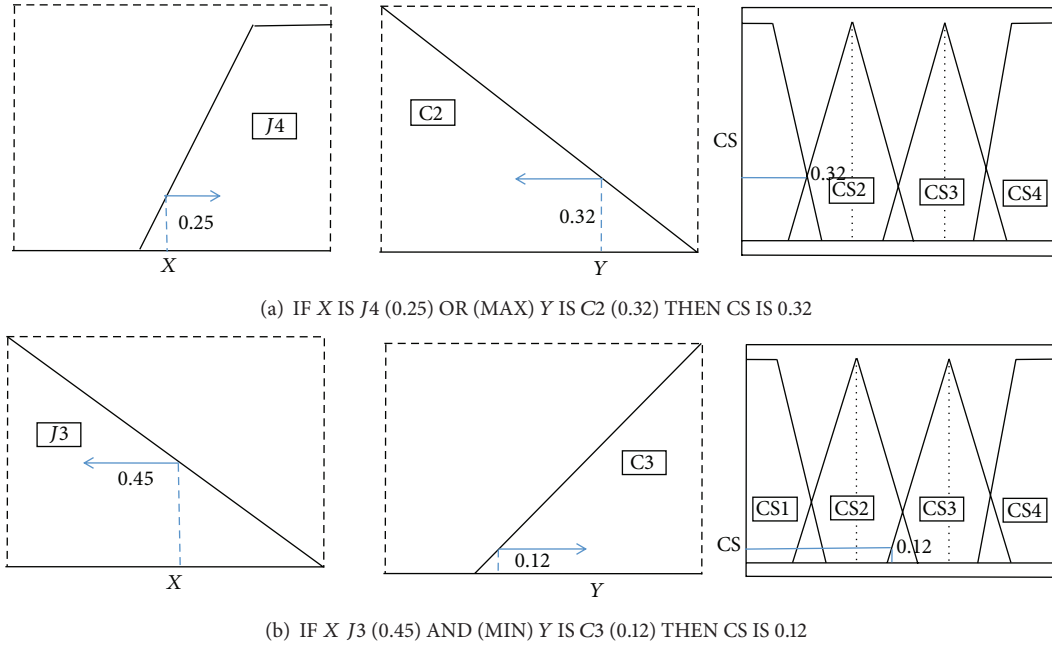 J4
0.25
X
C2
0.32
Y
CS
0.32
CS2
CS3
CS4
(a) IF X IS J4 (0.25) OR (MAX) Y IS C2 (0.32) THEN CS IS 0.32
J3
0.45
X
C3
0.12
Y
CS1
CS2
CS3
CS4
CS
0.12
(b) IF X J3 (0.45) AND (MIN) Y IS C3 (0.12) THEN CS IS 0.12